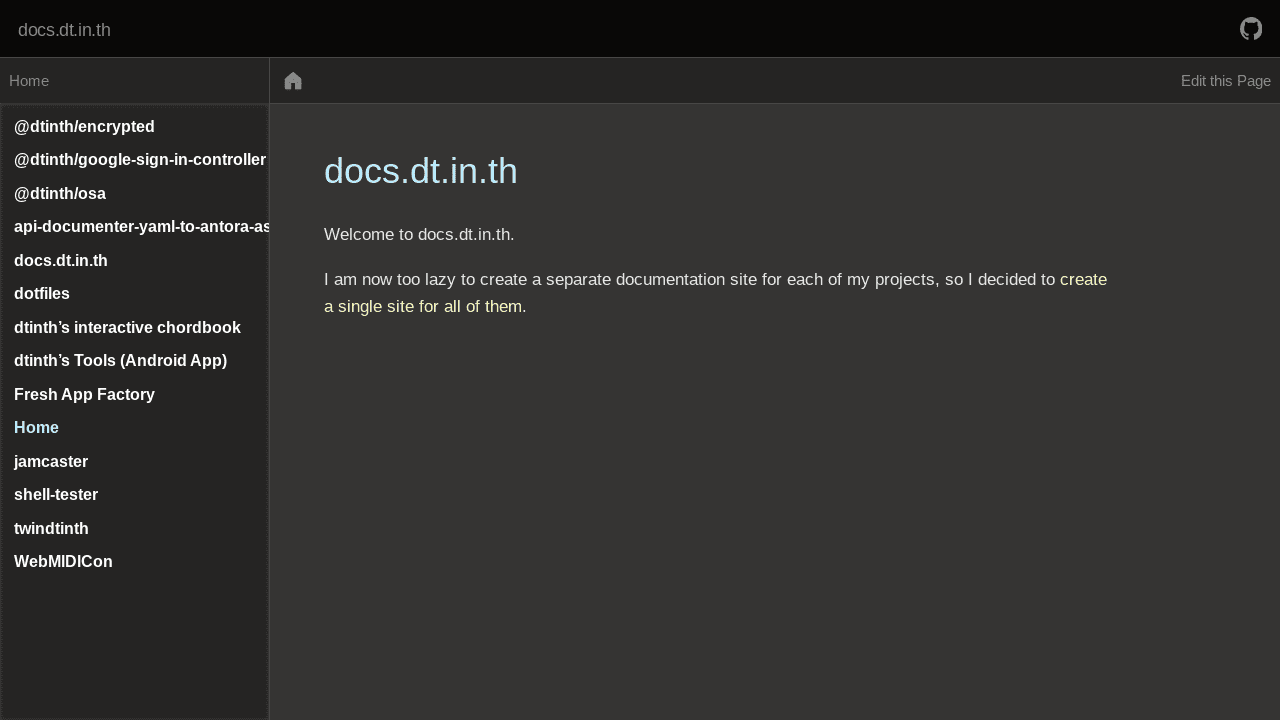 docs.dt.in.th
Home
Edit this Page
@dtinth/encrypted
@dtinth/google-sign-in-controller
@dtinth/osa
api-documenter-yaml-to-antora-as
docs.dt.in.th
dotfiles
dtinth’s interactive chordbook
dtinth’s Tools (Android App)
Fresh App Factory
Home
jamcaster
shell-tester
twindtinth
WebMIDICon
docs.dt.in.th
Welcome to docs.dt.in.th.
I am now too lazy to create a separate documentation site for each of my projects, so I decided to create
a single site for all of them.